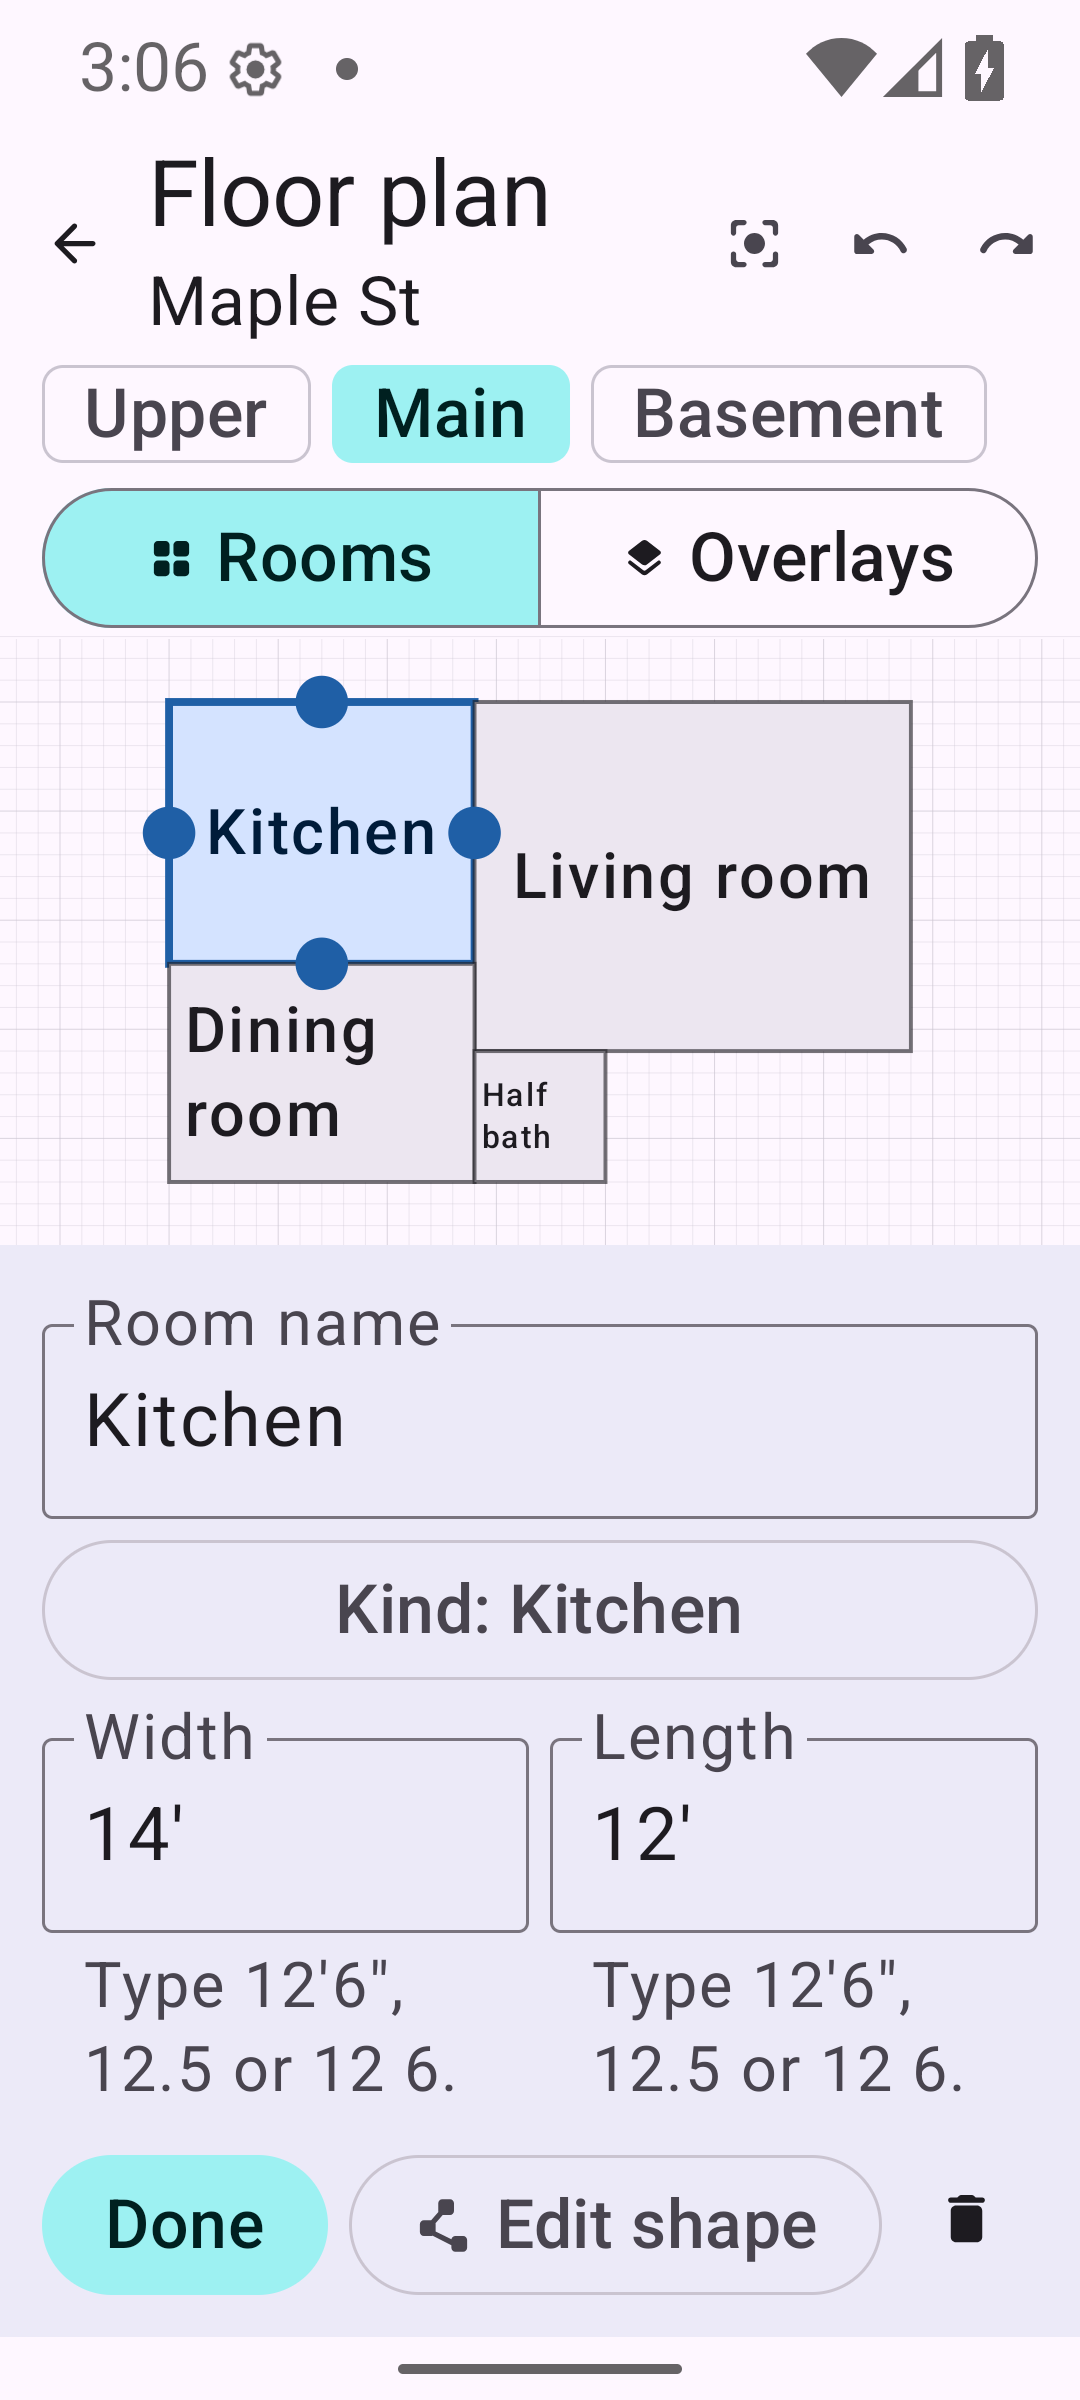 3:06
Floor plan
Maple St
Upper
Main
Basement
Rooms
Overlays
Kitchen
Living room
Dining
room
Half
bath
Room name
Kitchen
Kind: Kitchen
Width
14'
Length
12'
Type 12'6",
12.5 or 12 6.
Type 12'6",
12.5 or 12 6.
Done
Edit shape